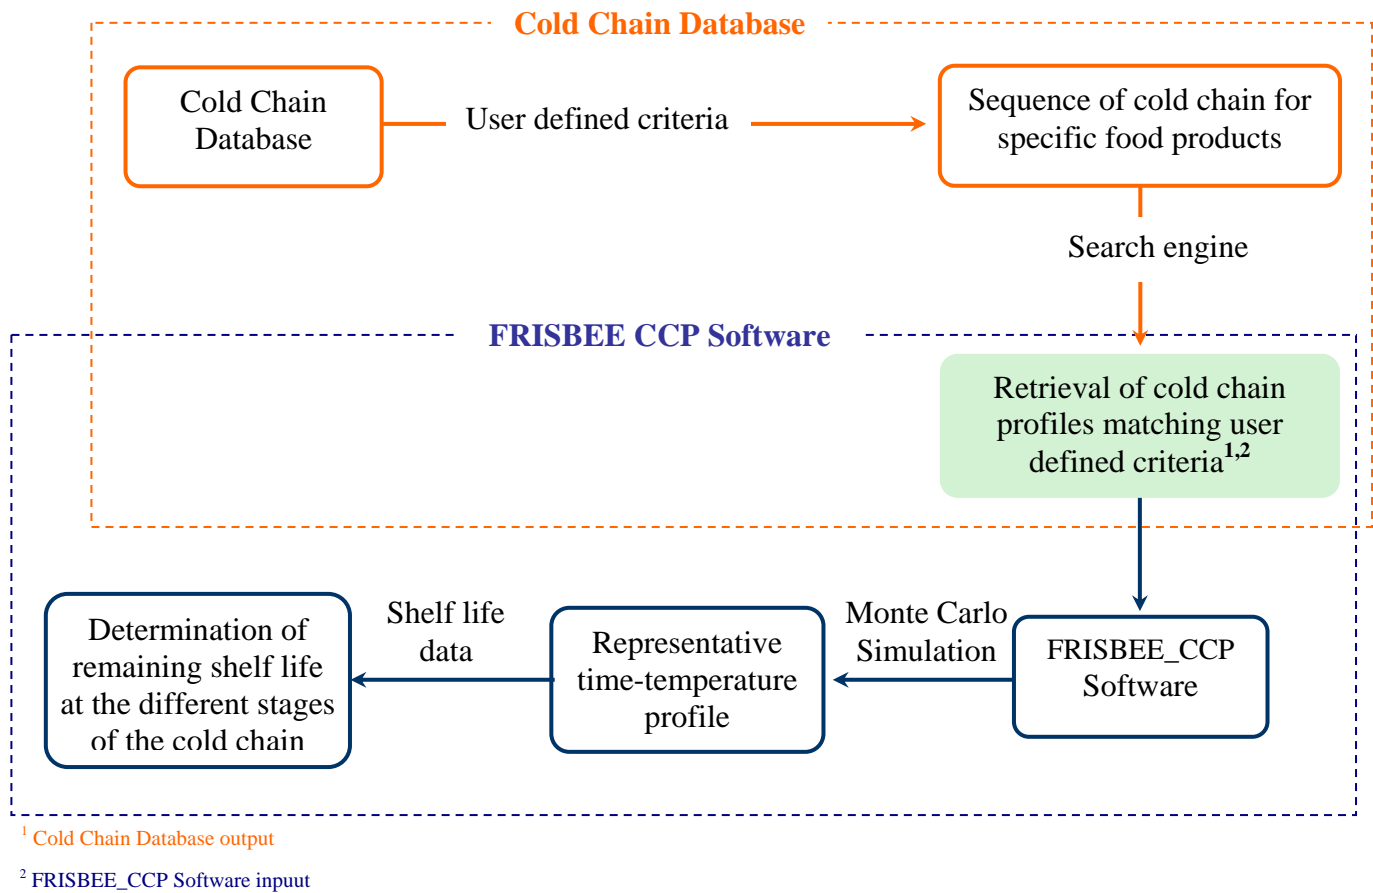 Cold Chain Database
Cold Chain
Database
User defined criteria
Sequence of cold chain for
specific food products
Search engine
FRISBEE CCP Software
Retrieval of cold chain
profiles matching user
defined criteria1,2
Determination of
remaining shelf life
at the different stages
of the cold chain
Shelf life
data
Representative
time-temperature
profile
Monte Carlo
Simulation
FRISBEE_CCP
Software
1 Cold Chain Database output
2 FRISBEE_CCP Software inpuut